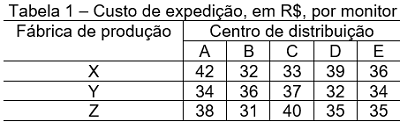 Tabela 1 – Custo de expedição, em R$, por monitor
Fábrica de produção Centro de distribuição
A B C D E
X 42 32 33 39 36
Y 34 36 37 32 34
Z 38 31 40 35 35